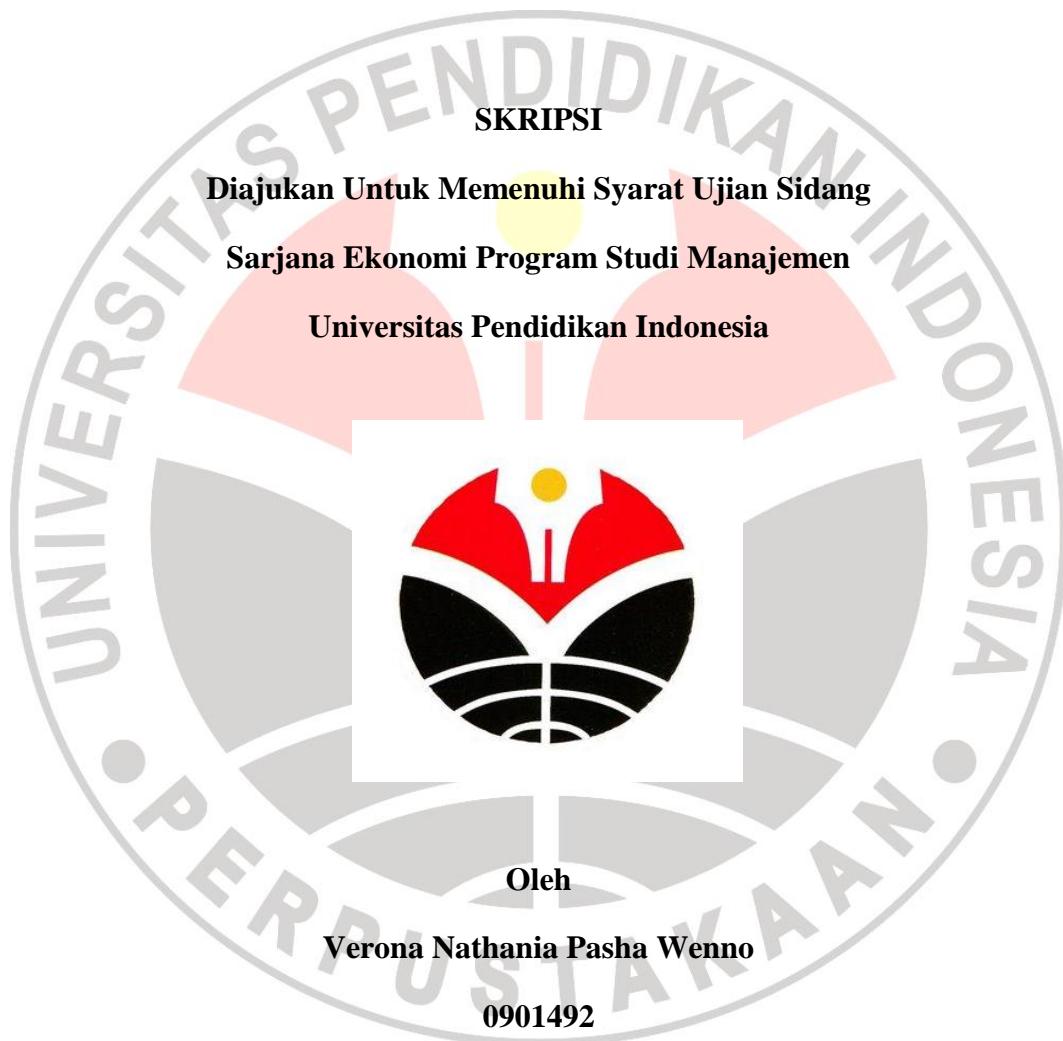 SKRIPSI
Diajukan Untuk Memenuhi Syarat Ujian Sidang
Sarjana Ekonomi Program Studi Manajemen
Universitas Pendidikan Indonesia
Oleh
Verona Nathania Pasha Wenno
0901492
UNIVERSITAS PENDIDIKAN INDONESIA
PERPUSTAKAAN